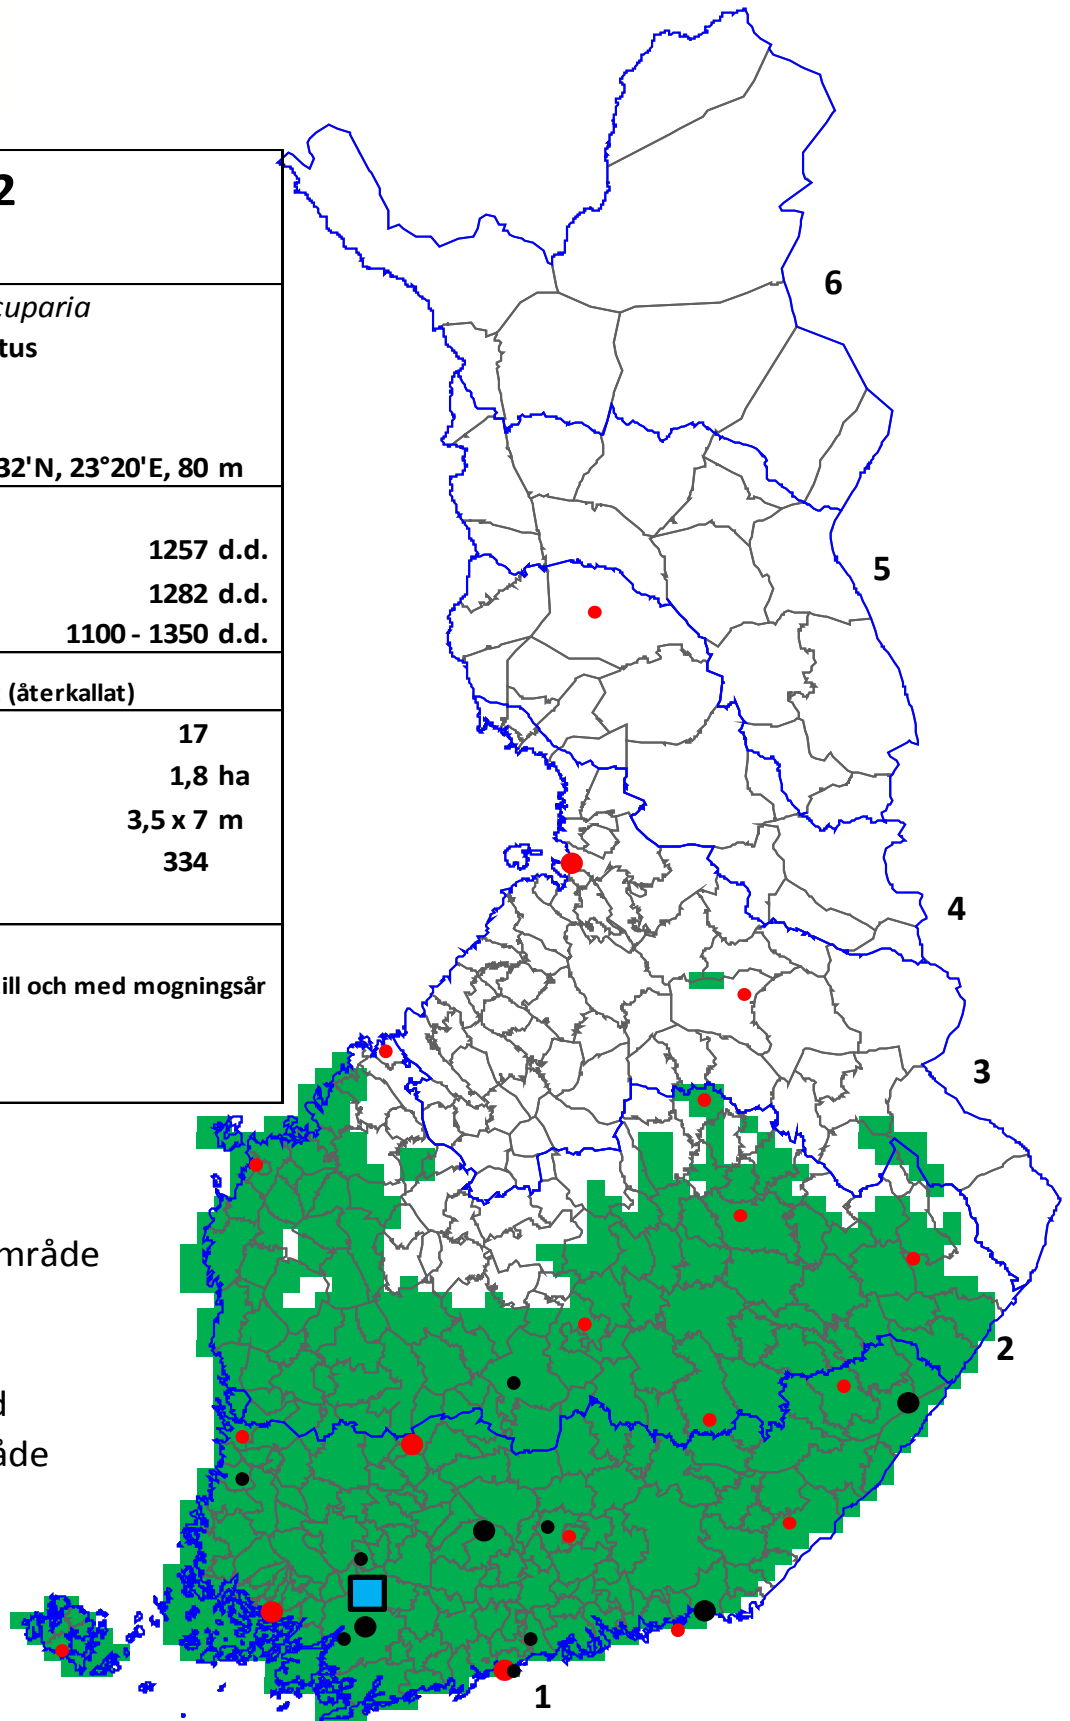 2
cuparia
tus
32'N, 23°20'E, 80 m
1257 d.d.
1282 d.d.
1100 - 1350 d.d.
(återkallat)
17
1,8 ha
3,5 x 7 m
334
ill och med mogningsår
mråde
d
åde
6
5
4
3
2
1